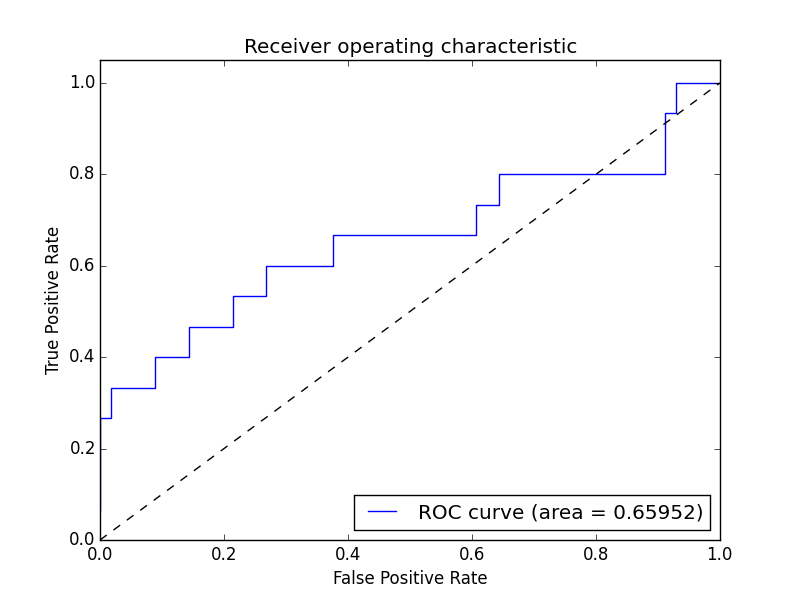 Receiver operating characteristic
1.0
0.8
0.6
0.4
0.2
0.0
True Positive Rate
ROC curve (area = 0.65952)
0.0 0.2 0.4 0.6 0.8 1.0
False Positive Rate